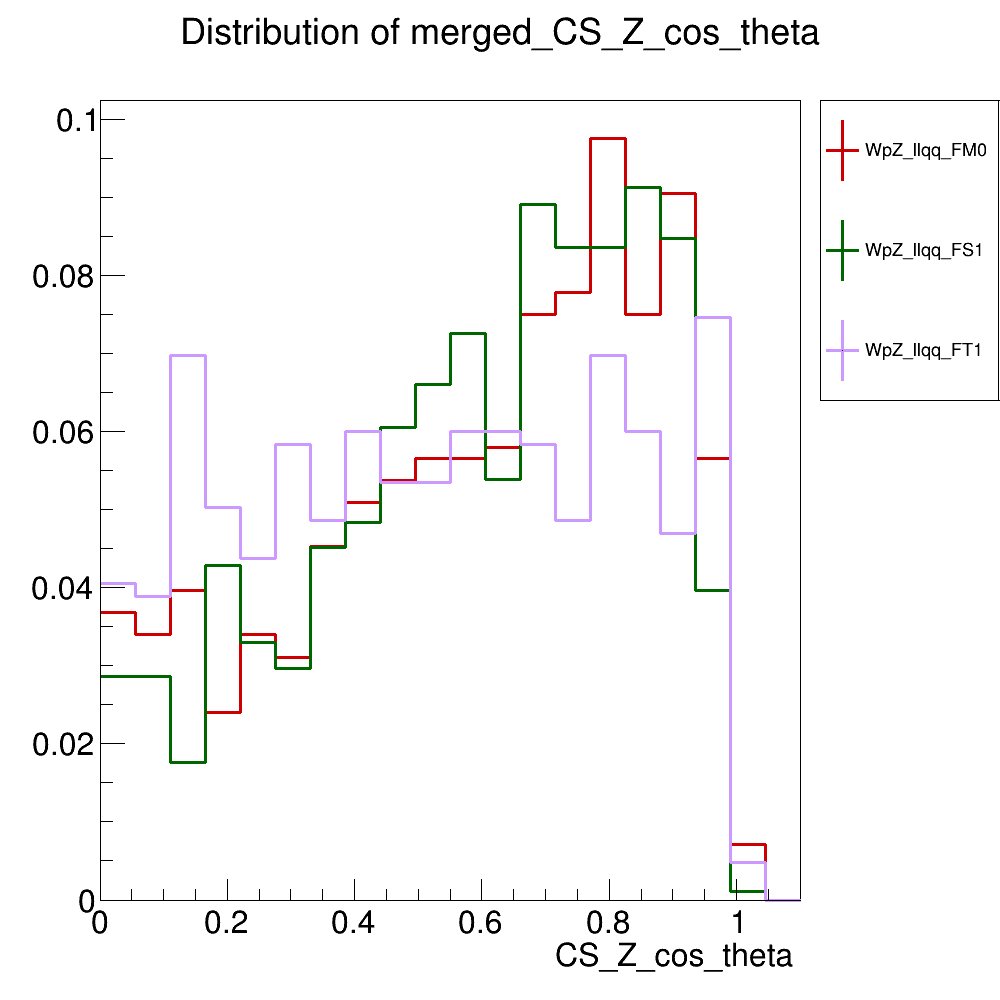 Distribution of merged_CS_Z_cos_theta
0.1
0.08
0.06
0.04
0.02
0
0 0.2 0.4 0.6 0.8 1
CS_Z_cos_theta
WpZ_llqq_FM0
WpZ_llqq_FS1
WpZ_llqq_FT1